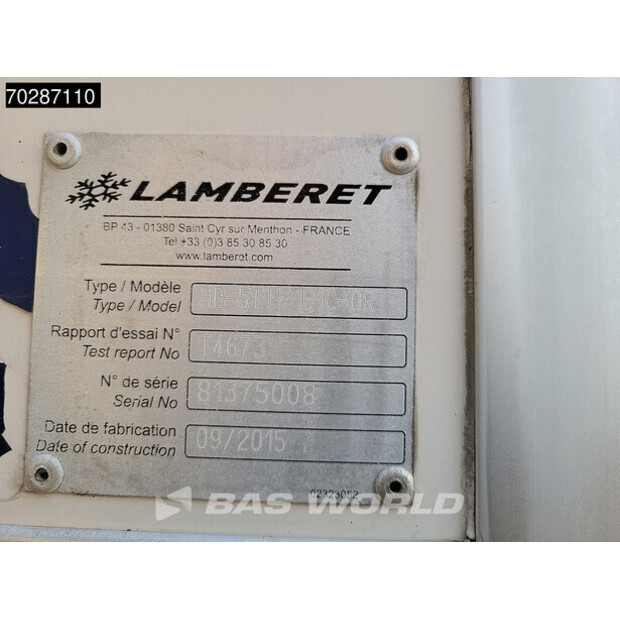 70287110
LAMBERET
BP 43 - 01380 Saint Cyr sur Menthon - FRANCE
Tel +33 (0)3 85 30 85 30
www.lamberet.com
Type / Modèle
Type / Model
Rapport d'essai N°
Test report No
14673
N° de série
Serial No
81375008
Date de fabrication
Date of construction
09/2015
BAS WORLD